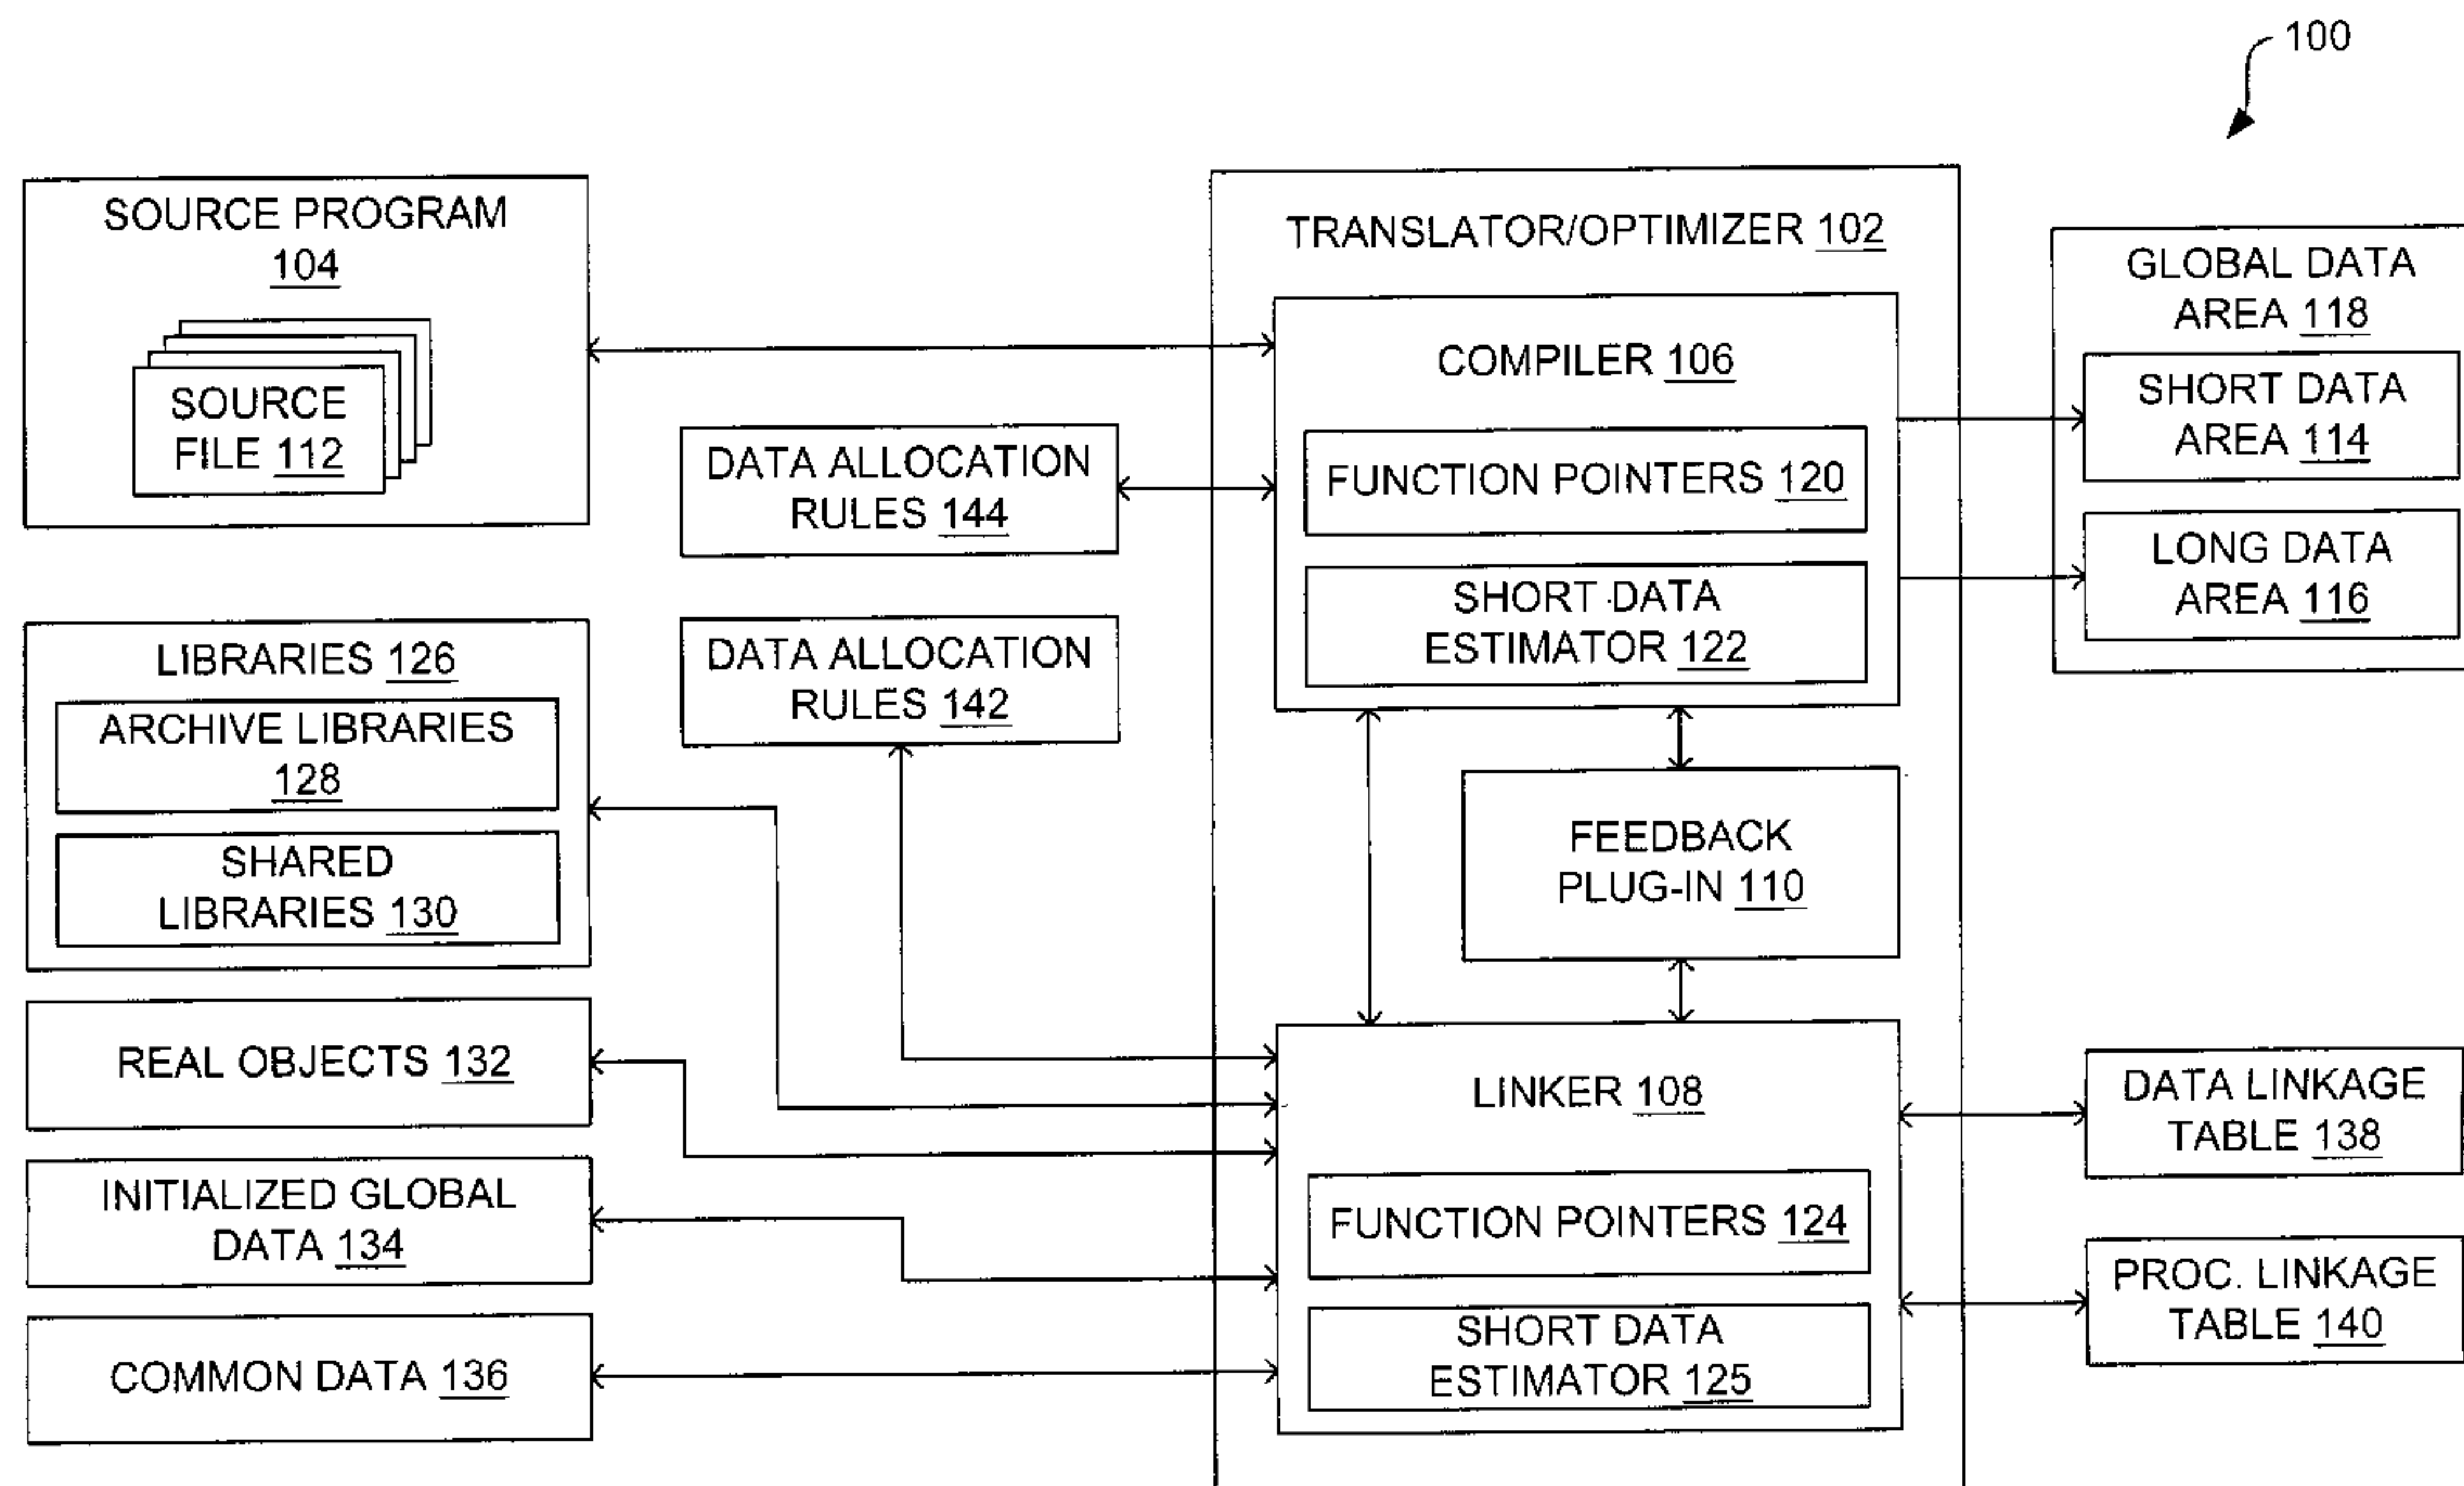 100
SOURCE PROGRAM
104
SOURCE
FILE 112
TRANSLATOR/OPTIMIZER 102
COMPILER 106
FUNCTION POINTERS 120
SHORT DATA
ESTIMATOR 122
GLOBAL DATA
AREA 118
SHORT DATA
AREA 114
LONG DATA
AREA 116
DATA ALLOCATION
RULES 144
DATA ALLOCATION
RULES 142
LIBRARIES 126
ARCHIVE LIBRARIES
128
SHARED
LIBRARIES 130
FEEDBACK
PLUG-IN 110
REAL OBJECTS 132
INITIALIZED GLOBAL
DATA 134
COMMON DATA 136
LINKER 108
FUNCTION POINTERS 124
SHORT DATA
ESTIMATOR 125
DATA LINKAGE
TABLE 138
PROC. LINKAGE
TABLE 140